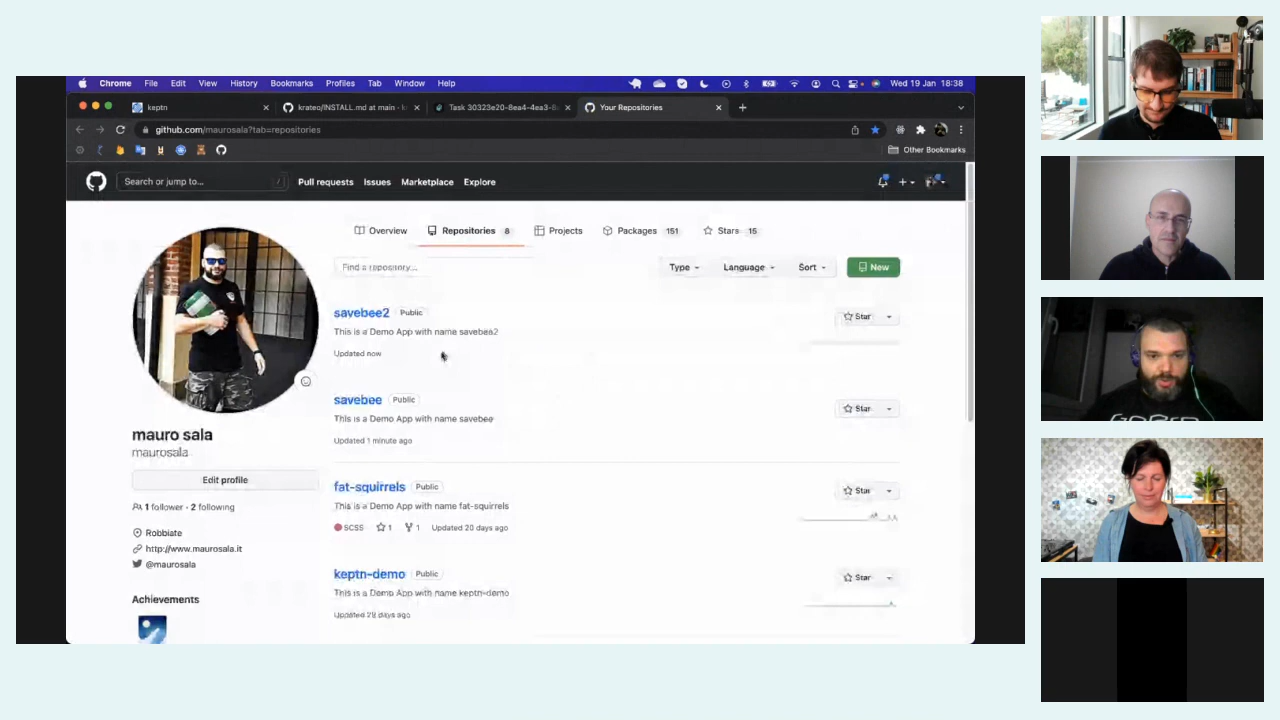 Chrome File Edit View History Bookmarks Profiles Tab Window Help Wed 19 Jan 18:38
keptn krateo/INSTALL.md at main · Task 30323e20-8ea4-4ea3-8 Your Repositories
github.com/maurosala?tab=repositories
Other Bookmarks
Search or jump to... / Pull requests Issues Marketplace Explore
Overview Repositories 8 Projects Packages 151 Stars 15
Find a repository... Type Language Sort New
savebee2 Public
Star
This is a Demo App with name savebee2
Updated now
savebee Public
Star
This is a Demo App with name savebee
Updated 1 minute ago
mauro sala
maurosala
Edit profile
1 follower · 2 following
Robbiate
http://www.maurosala.it
@maurosala
Achievements
fat-squirrels Public
Star
This is a Demo App with name fat-squirrels
SCSS 1 1 Updated 20 days ago
keptn-demo Public
Star
This is a Demo App with name keptn-demo
Updated 29 days ago